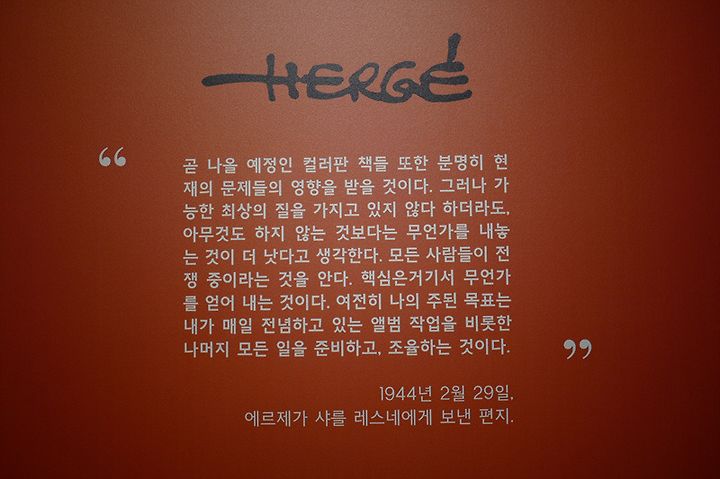 HERGÉ
“
곧 나올 예정인 컬러판 책들 또한 분명히 현
재의 문제들의 영향을 받을 것이다. 그러나 가
능한 최상의 질을 가지고 있지 않다 하더라도,
아무것도 하지 않는 것보다는 무언가를 내놓
는 것이 더 낫다고 생각한다. 모든 사람들이 전
쟁 중이라는 것을 안다. 핵심은거기서 무언가
를 얻어 내는 것이다. 여전히 나의 주된 목표는
내가 매일 전념하고 있는 앨범 작업을 비롯한
나머지 모든 일을 준비하고, 조율하는 것이다.
”
1944년 2월 29일,
에르제가 샤를 레스네에게 보낸 편지.